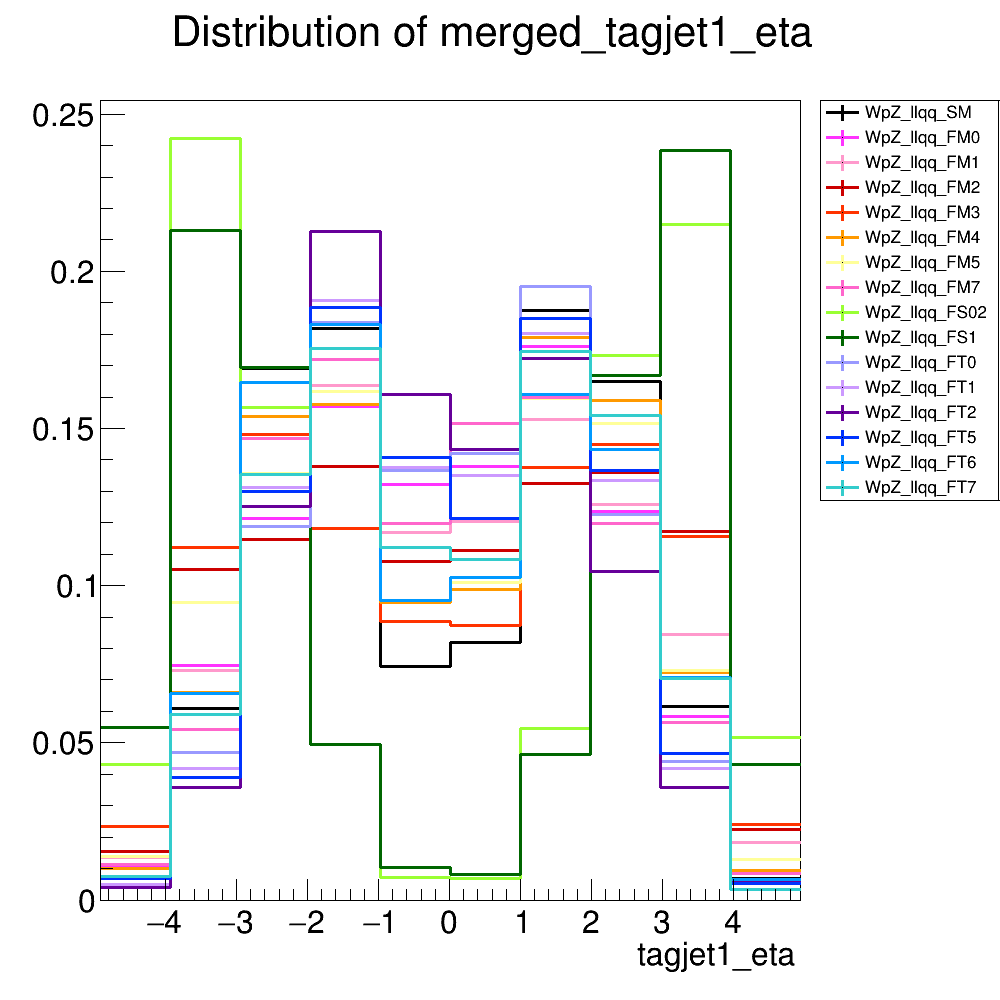 Distribution of merged_tagjet1_eta
0.25
0.2
0.15
0.1
0.05
0
−4 −3 −2 −1 0 1 2 3 4
tagjet1_eta
WpZ_llqq_SM
WpZ_llqq_FM0
WpZ_llqq_FM1
WpZ_llqq_FM2
WpZ_llqq_FM3
WpZ_llqq_FM4
WpZ_llqq_FM5
WpZ_llqq_FM7
WpZ_llqq_FS02
WpZ_llqq_FS1
WpZ_llqq_FT0
WpZ_llqq_FT1
WpZ_llqq_FT2
WpZ_llqq_FT5
WpZ_llqq_FT6
WpZ_llqq_FT7